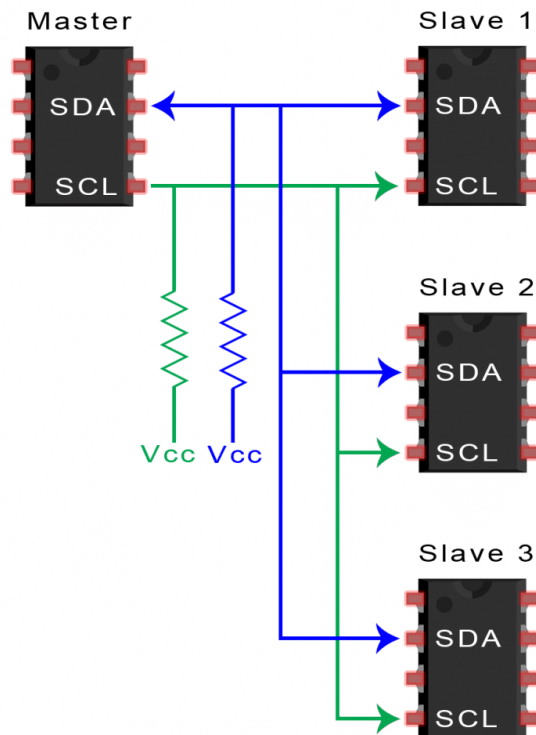 Master
Slave 1
SDA
SDA
SCL
SCL
Slave 2
SDA
Vcc
Vcc
SCL
Slave 3
SDA
SCL